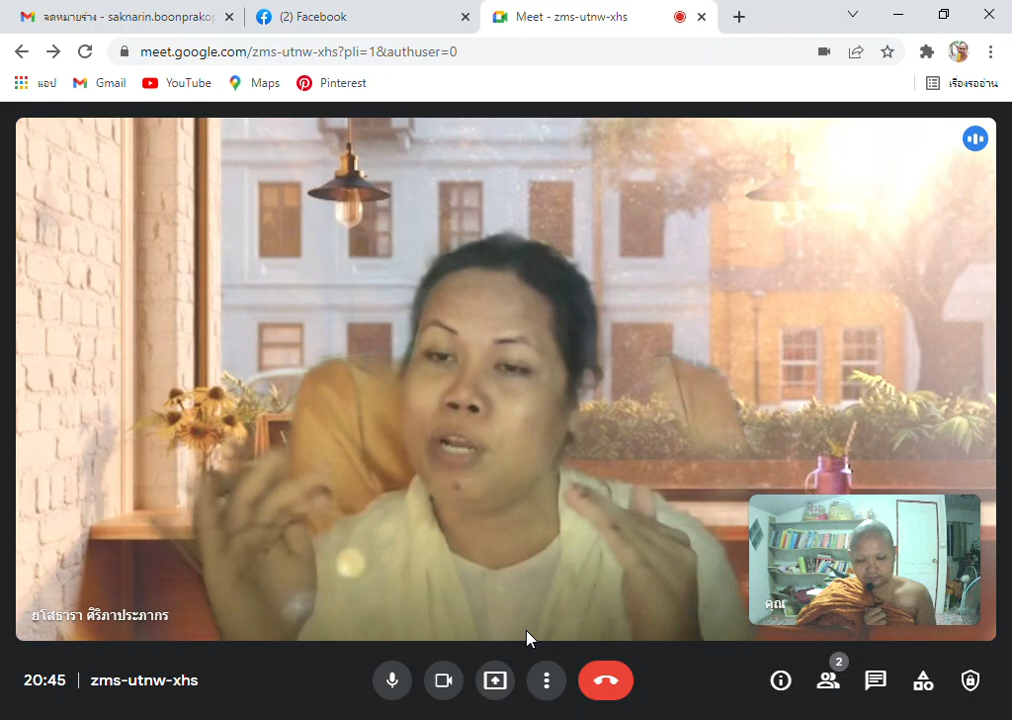 จดหมายร่าง - saknarin.boonprako
(2) Facebook
Meet - zms-utnw-xhs
meet.google.com/zms-utnw-xhs?pli=1&authuser=0
แอป
Gmail
YouTube
Maps
Pinterest
เรื่องรออ่าน
คุณ
ยโสธารา ศิริภาประภากร
2
20:45 | zms-utnw-xhs